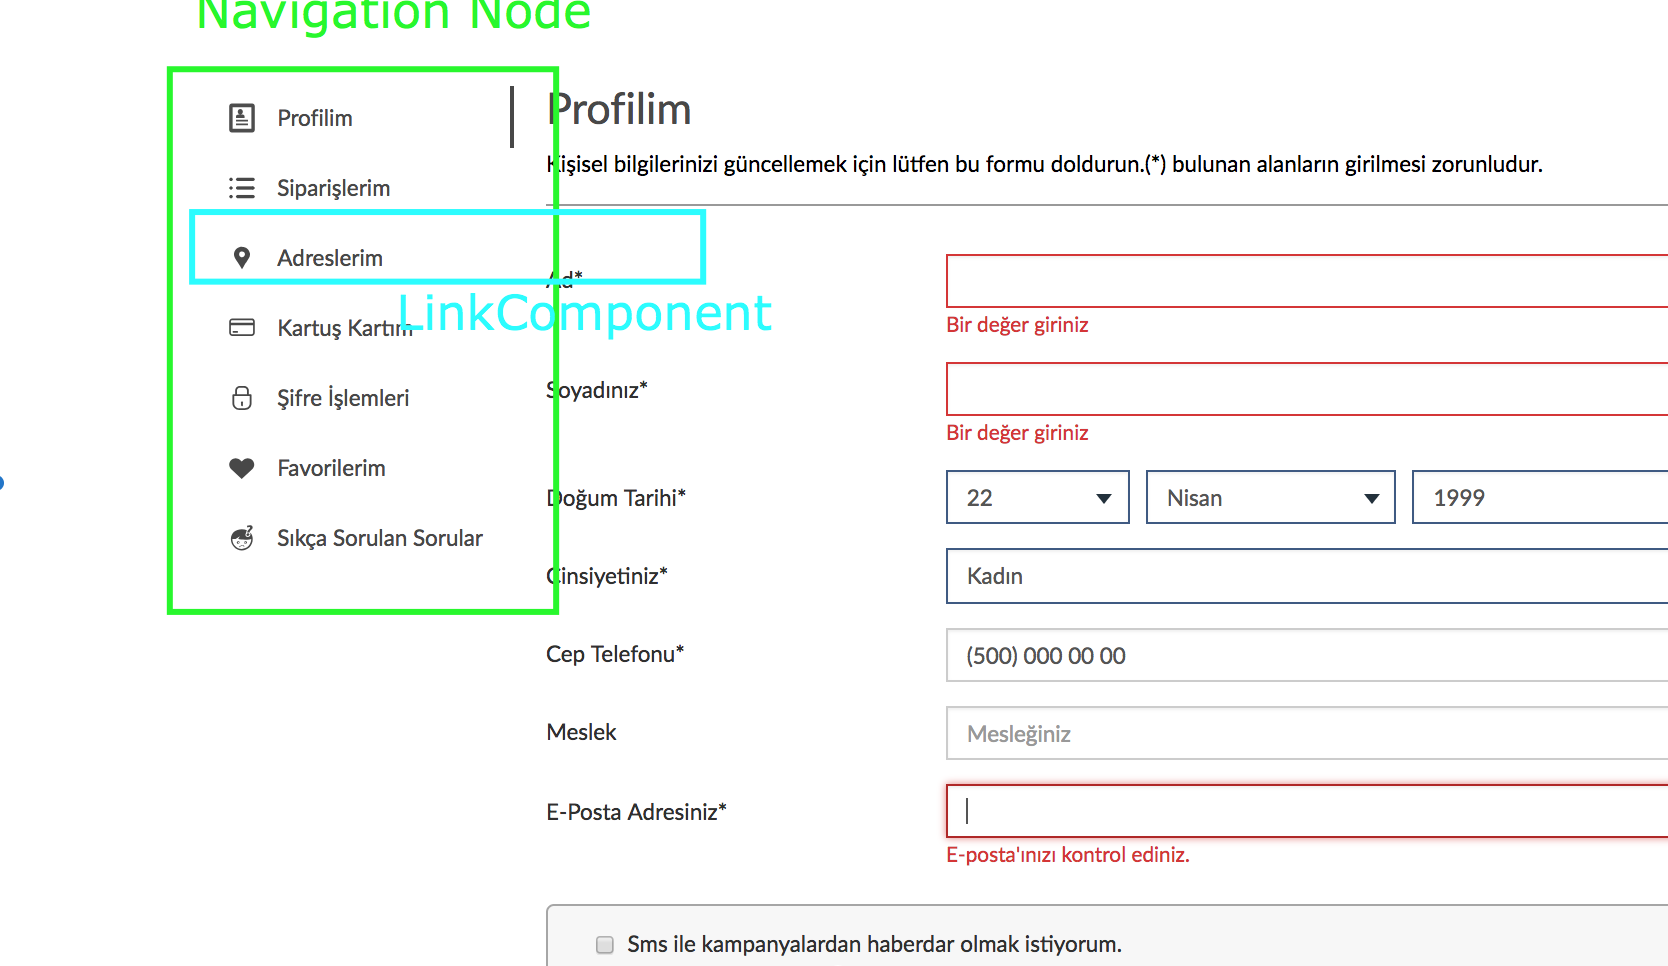 Navigation Node
Profilim
Siparişlerim
Adreslerim
LinkComponent
Kartuş Kartım
Şifre İşlemleri
Favorilerim
Sıkça Sorulan Sorular
Profilim
Kişisel bilgilerinizi güncellemek için lütfen bu formu doldurun.(*) bulunan alanların girilmesi zorunludur.
Ad*
Bir değer giriniz
Soyadınız*
Bir değer giriniz
Doğum Tarihi* 22 Nisan 1999
Cinsiyetiniz* Kadın
Cep Telefonu* (500) 000 00 00
Meslek Mesleğiniz
E-Posta Adresiniz*
E-posta'ınızı kontrol ediniz.
Sms ile kampanyalardan haberdar olmak istiyorum.